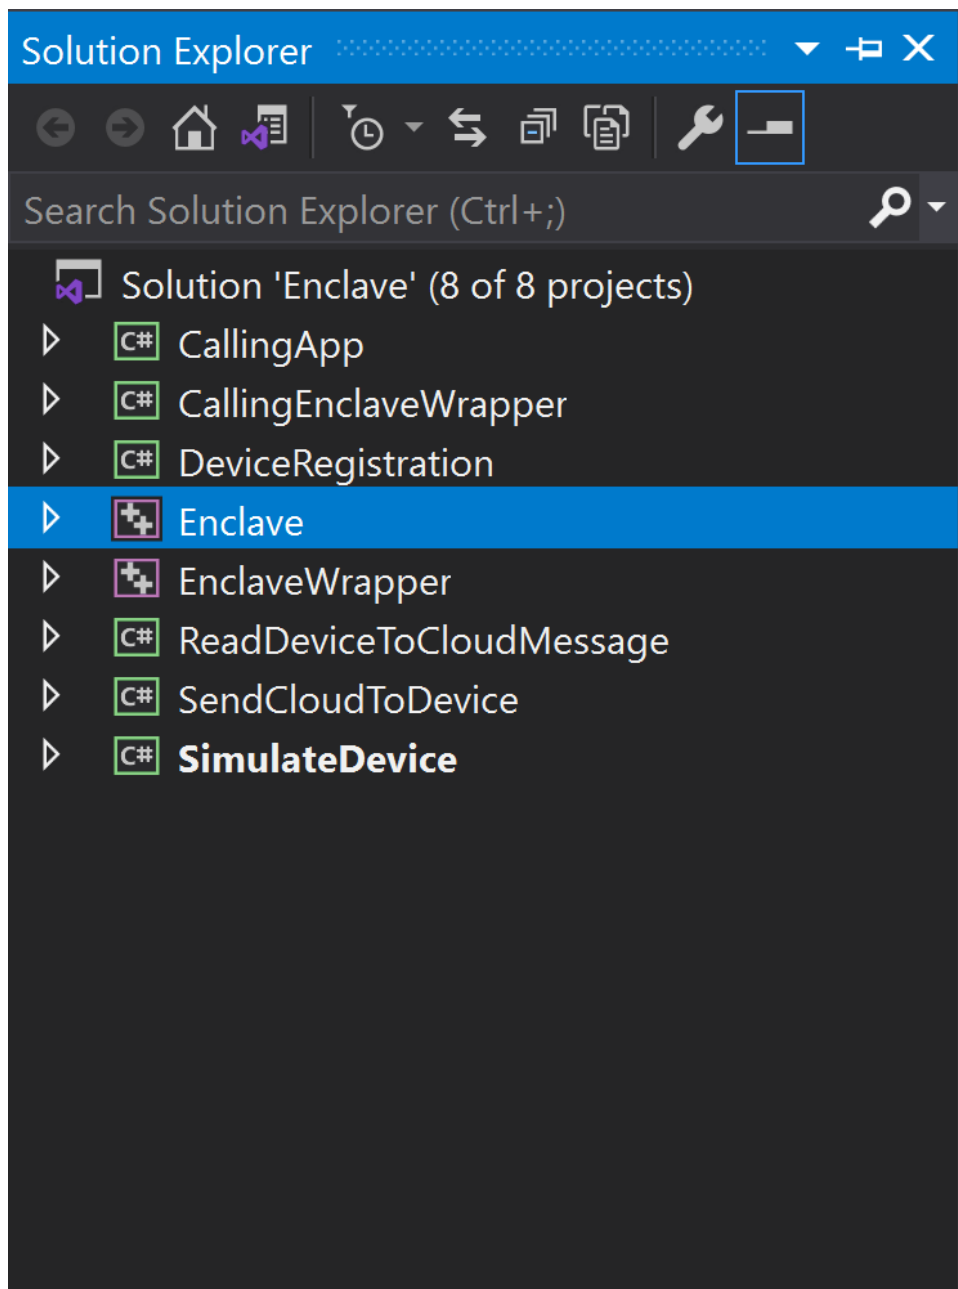 Solution Explorer
Search Solution Explorer (Ctrl+;)
Solution 'Enclave' (8 of 8 projects)
C# CallingApp
C# CallingEnclaveWrapper
C# DeviceRegistration
Enclave
EnclaveWrapper
C# ReadDeviceToCloudMessage
C# SendCloudToDevice
C# SimulateDevice